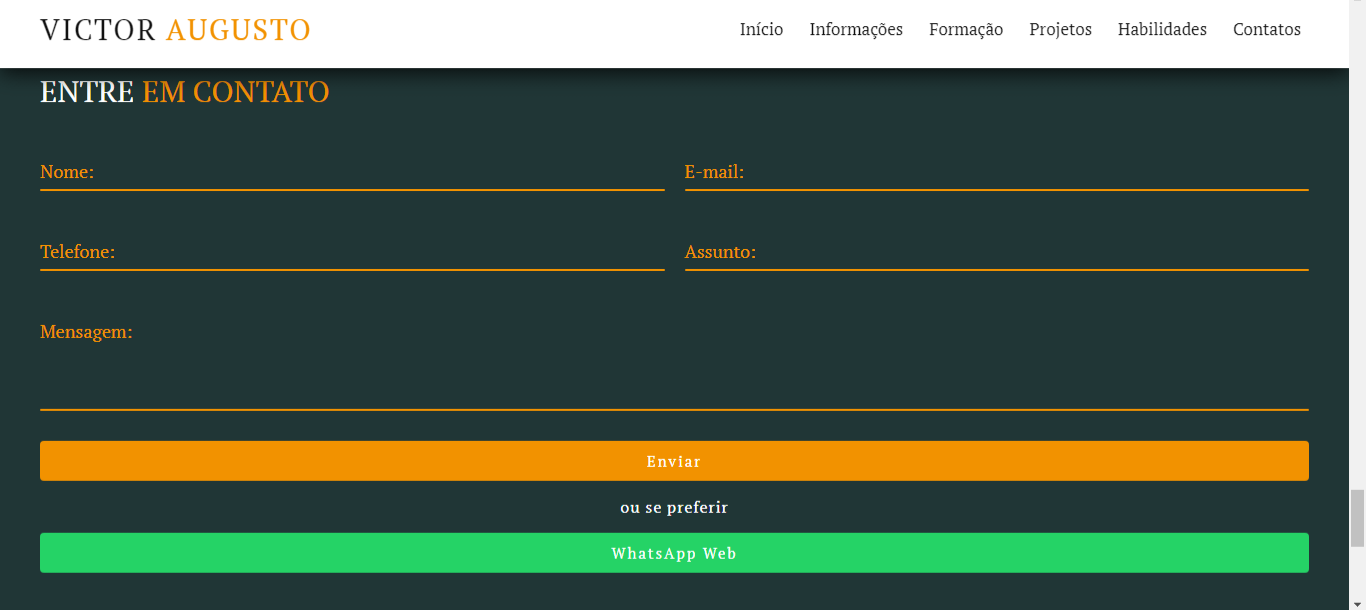 VICTOR AUGUSTO
Início Informações Formação Projetos Habilidades Contatos
ENTRE EM CONTATO
Nome: E-mail:
Telefone: Assunto:
Mensagem:
Enviar
ou se preferir
WhatsApp Web